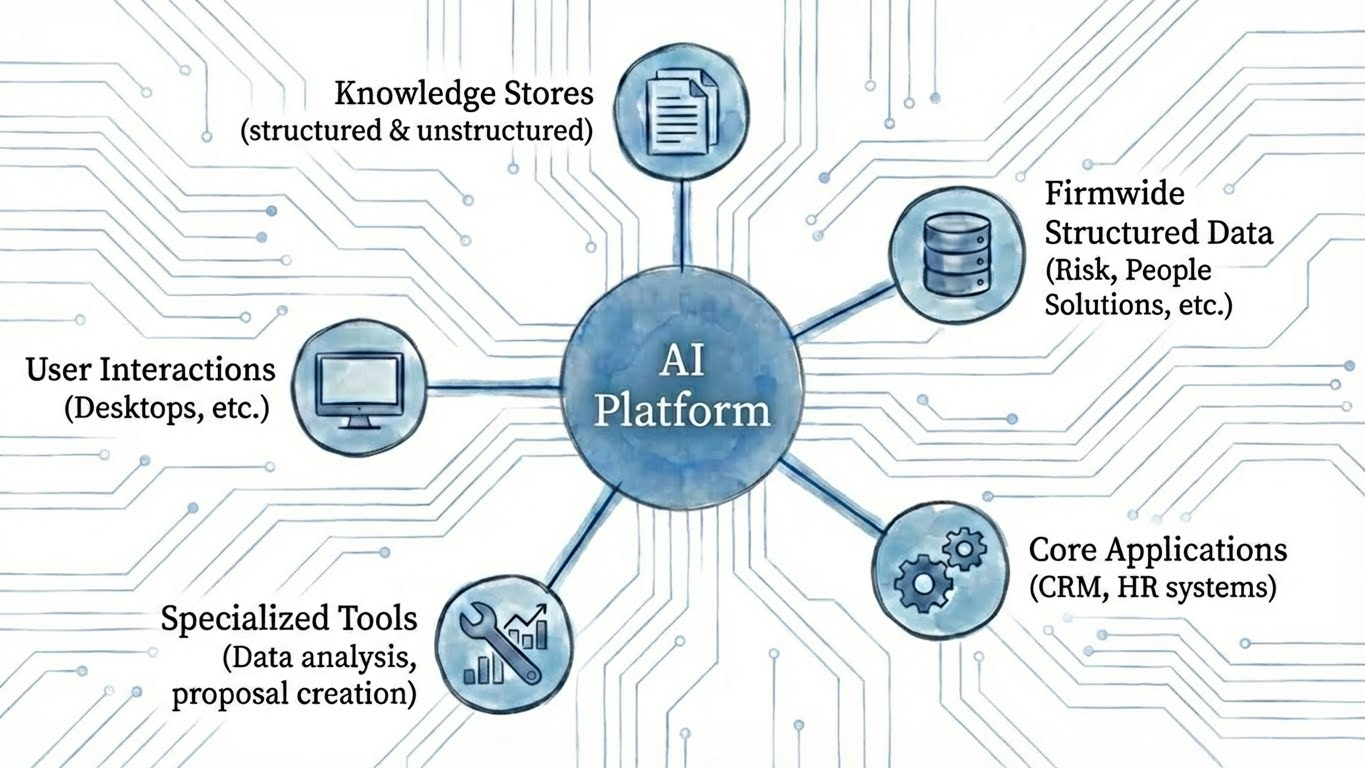 Knowledge Stores
(structured & unstructured)
Firmwide
Structured Data
(Risk, People
Solutions, etc.)
AI
Platform
User Interactions
(Desktops, etc.)
Core Applications
(CRM, HR systems)
Specialized Tools
(Data analysis,
proposal creation)